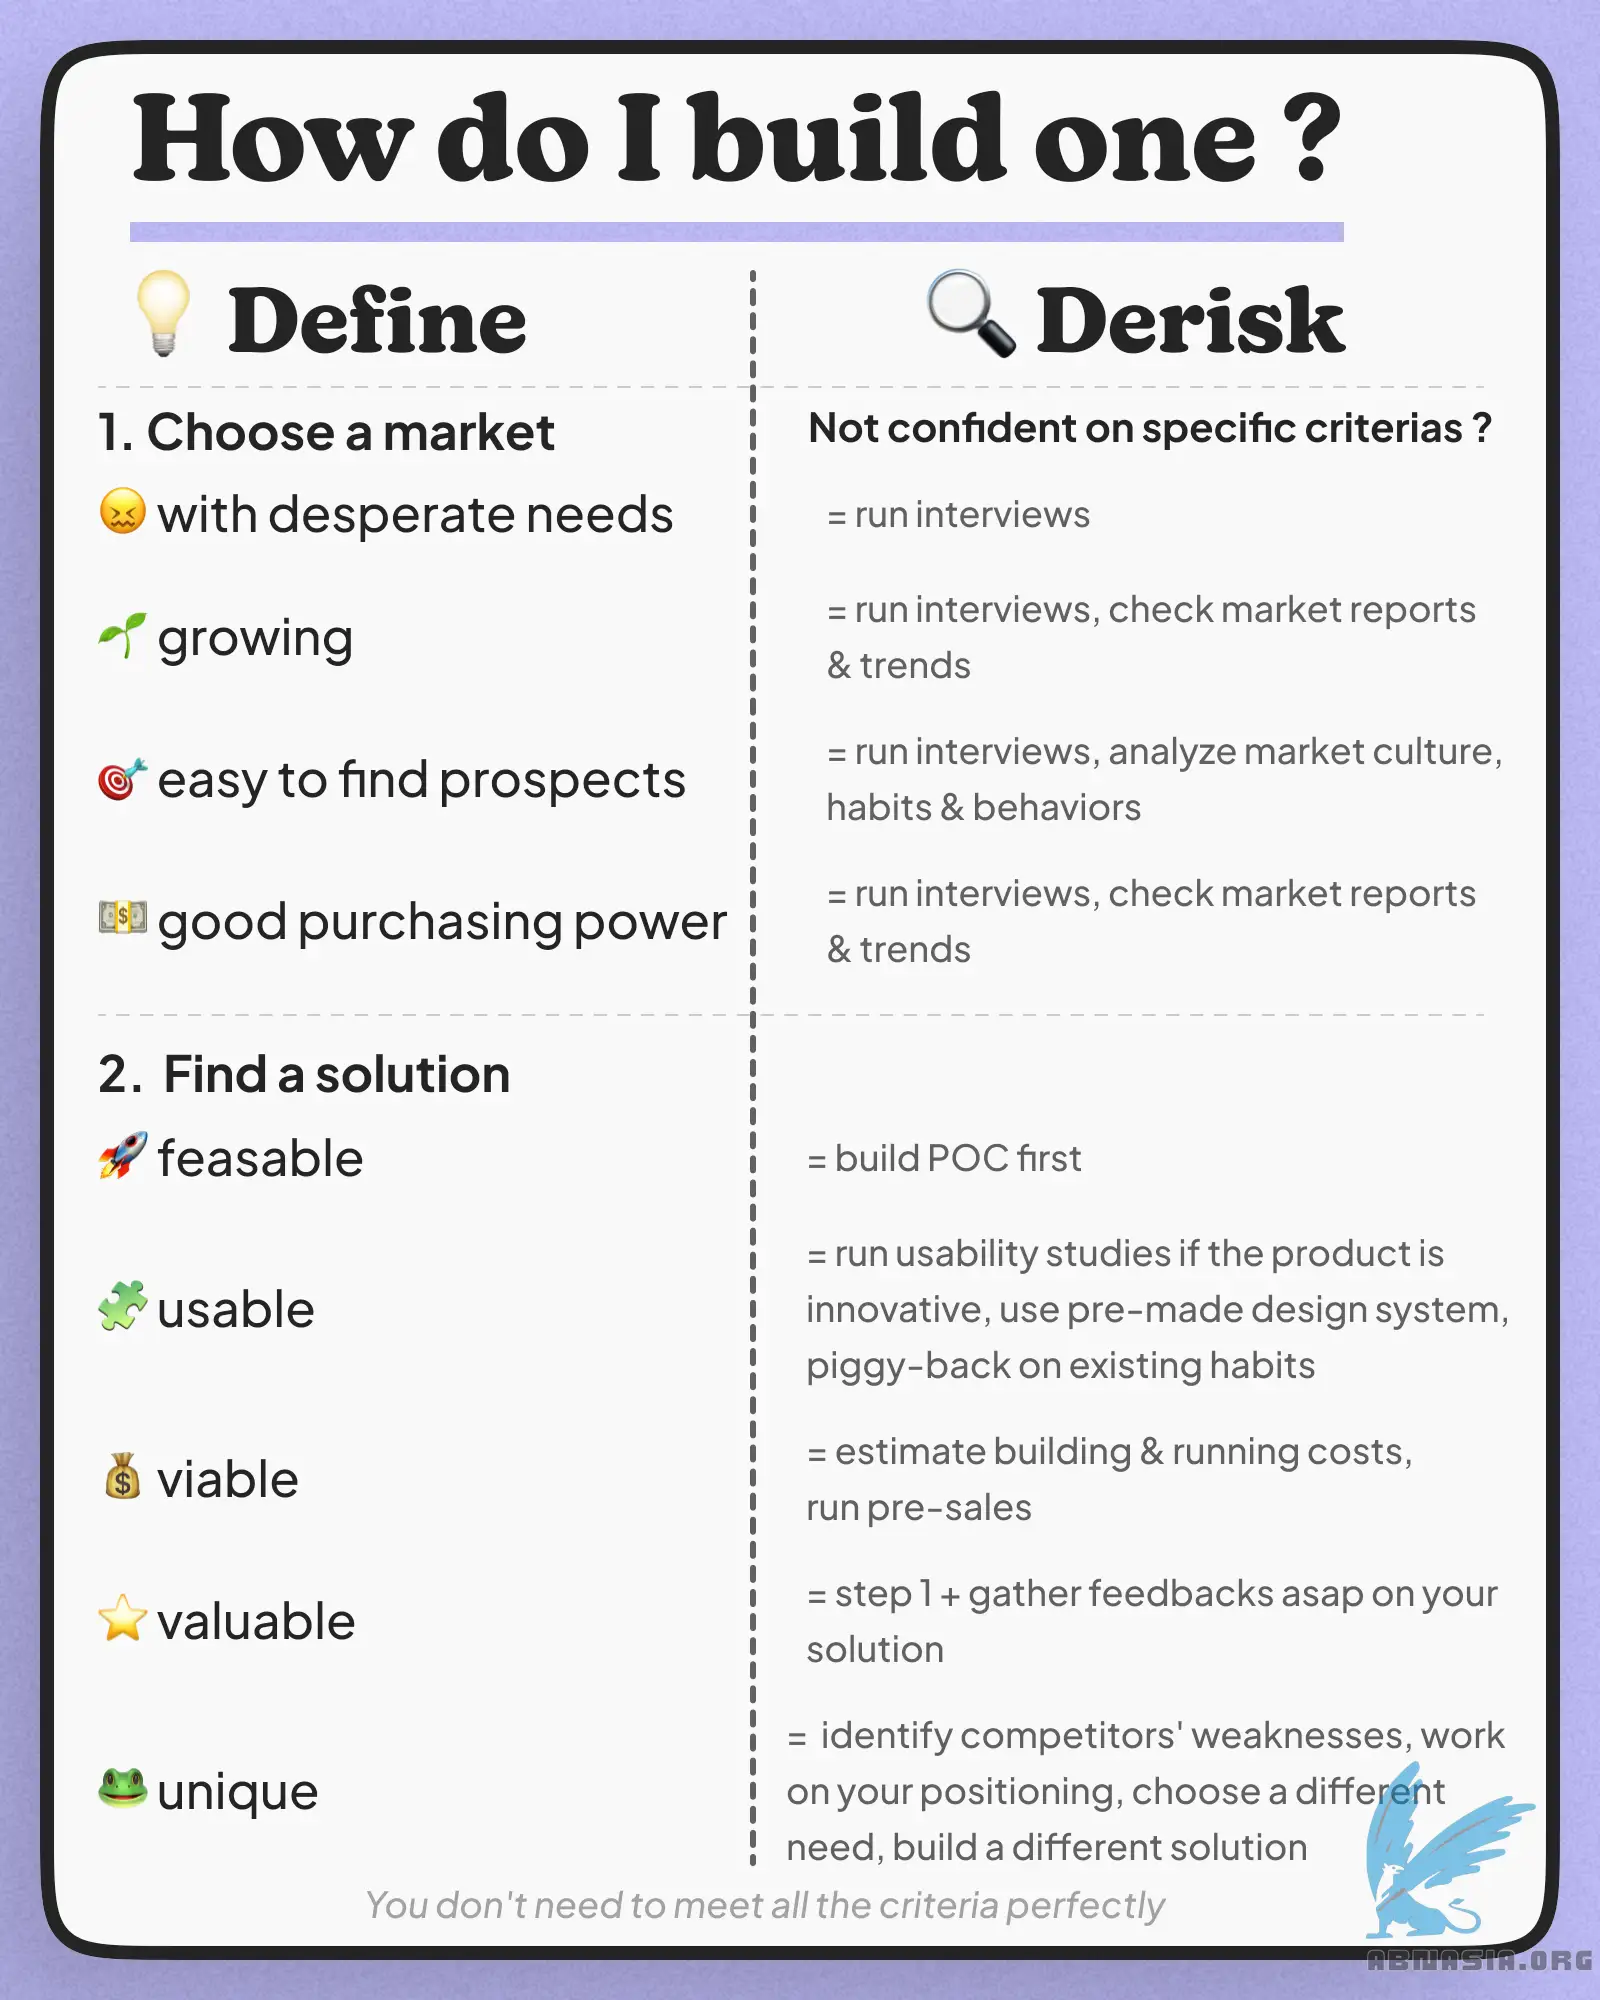 How do I build one ?
Define
Derisk
1. Choose a market
Not confident on specific criterias ?
with desperate needs
= run interviews
growing
= run interviews, check market reports
& trends
easy to find prospects
= run interviews, analyze market culture,
habits & behaviors
good purchasing power
= run interviews, check market reports
& trends
2. Find a solution
feasable
= build POC first
usable
= run usability studies if the product is
innovative, use pre-made design system,
piggy-back on existing habits
viable
= estimate building & running costs,
run pre-sales
valuable
= step 1 + gather feedbacks asap on your
solution
unique
= identify competitors' weaknesses, work
on your positioning, choose a different
need, build a different solution
You don't need to meet all the criteria perfectly
ABNASIA.ORG